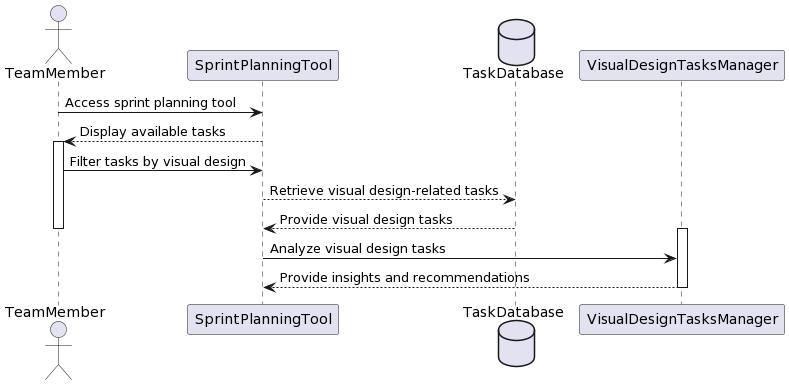 TeamMember
SprintPlanningTool
TaskDatabase
VisualDesignTasksManager
Access sprint planning tool
Display available tasks
Filter tasks by visual design
Retrieve visual design-related tasks
Provide visual design tasks
Analyze visual design tasks
Provide insights and recommendations
TeamMember
SprintPlanningTool
TaskDatabase
VisualDesignTasksManager